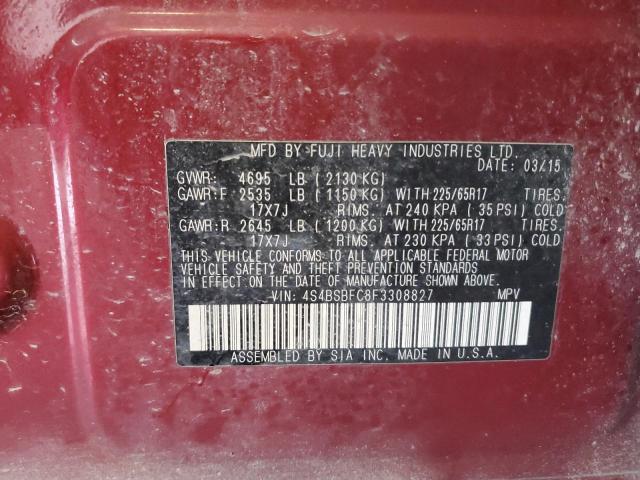 MFD BY FUJI HEAVY INDUSTRIES LTD.
DATE: 03/15
GVWR: 4695 LB ( 2130 KG)
GAWR:F 2535 LB ( 1150 KG) WITH 225/65R17 TIRES.
17X7J RIMS. AT 240 KPA ( 35 PSI) COLD
GAWR:R 2645 LB ( 1200 KG) WITH 225/65R17 TIRES.
17X7J RIMS. AT 230 KPA ( 33 PSI) COLD
THIS VEHICLE CONFORMS TO ALL APPLICABLE FEDERAL MOTOR
VEHICLE SAFETY AND THEFT PREVENTION STANDARDS
IN EFFECT ON THE DATE OF MANUFACTURE SHOWN ABOVE.
VIN: 4S4BSBFC8F3308827 MPV
ASSEMBLED BY SIA INC. MADE IN U.S.A.